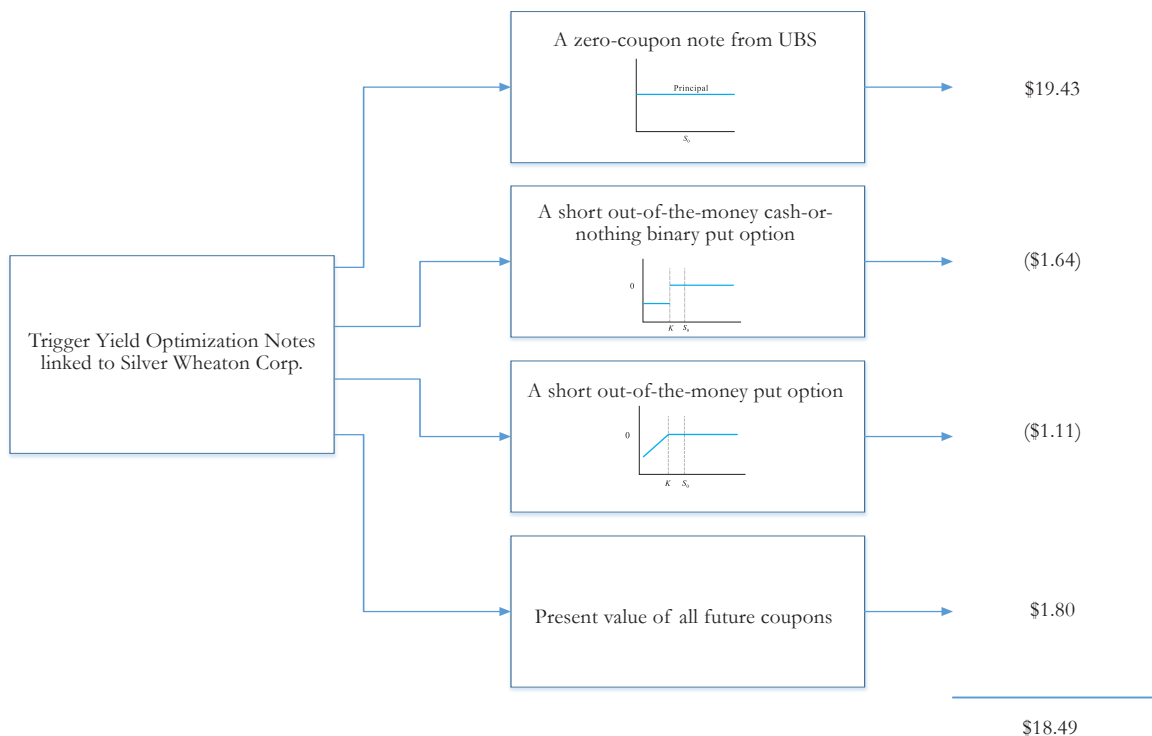 A zero-coupon note from UBS
Principal
S₀
$19.43
A short out-of-the-money cash-or-
nothing binary put option
0
K S₀
($1.64)
Trigger Yield Optimization Notes
linked to Silver Wheaton Corp.
A short out-of-the-money put option
0
K S₀
($1.11)
Present value of all future coupons
$1.80
$18.49